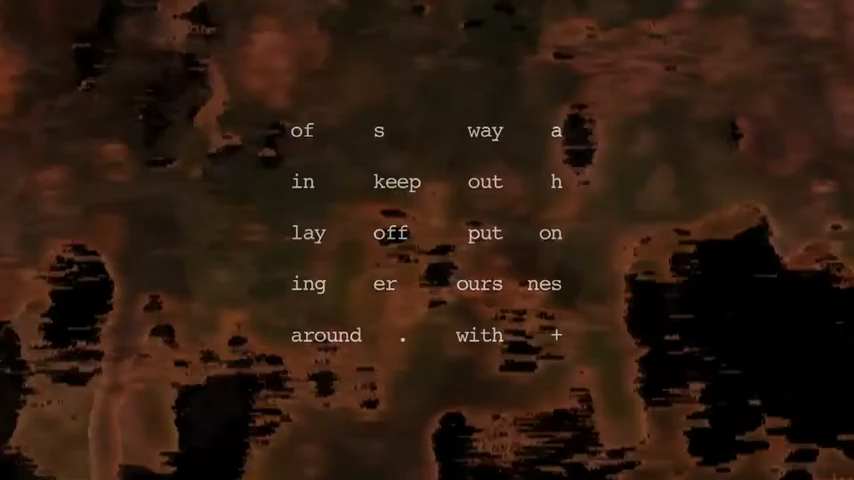 of s way a
in keep out h
lay off put on
ing er ours nes
around . with +